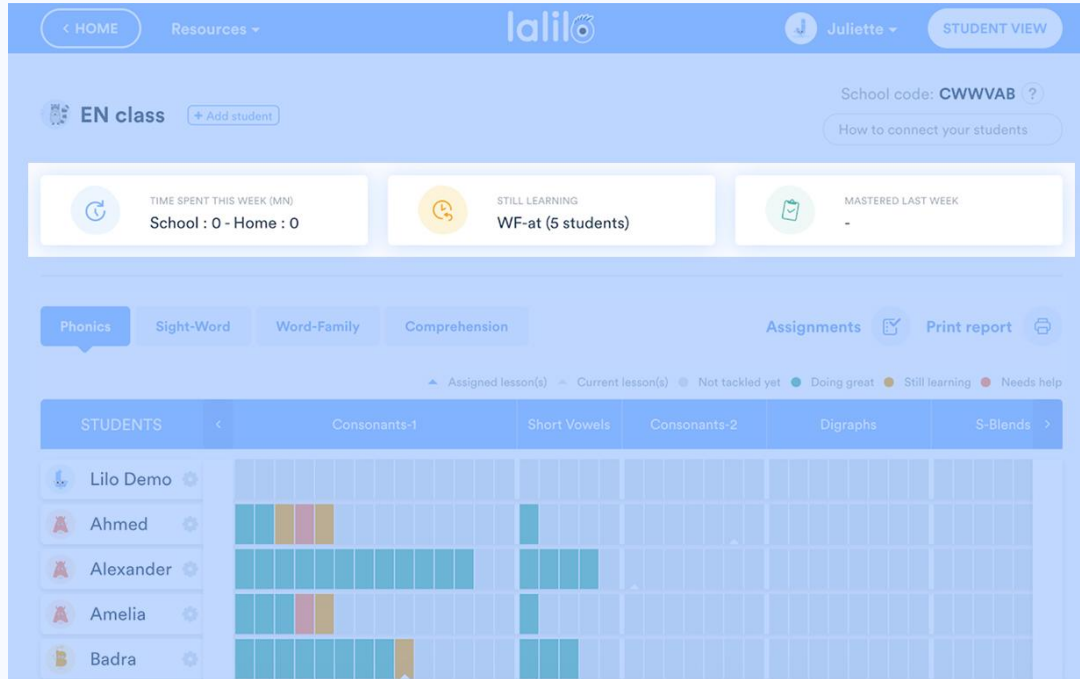 < HOME
Resources
lalilo
J
Juliette
STUDENT VIEW
EN class
+ Add student
School code: CWWVAB ?
How to connect your students
TIME SPENT THIS WEEK (MN)
School : 0 - Home : 0
STILL LEARNING
WF-at (5 students)
MASTERED LAST WEEK
-
Phonics
Sight-Word
Word-Family
Comprehension
Assignments
Print report
Assigned lesson(s)
Current lesson(s)
Not tackled yet
Doing great
Still learning
Needs help
STUDENTS
<
Consonants-1
Short Vowels
Consonants-2
Digraphs
S-Blends
>
Lilo Demo
Ahmed
Alexander
Amelia
Badra